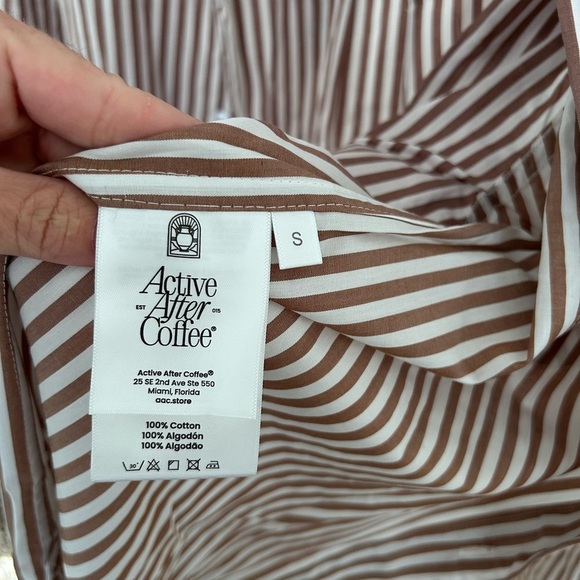 Active
EST After 015
Coffee®
Active After Coffee®
25 SE 2nd Ave Ste 550
Miami, Florida
aac.store
100% Cotton
100% Algodón
100% Algodão
30°
S